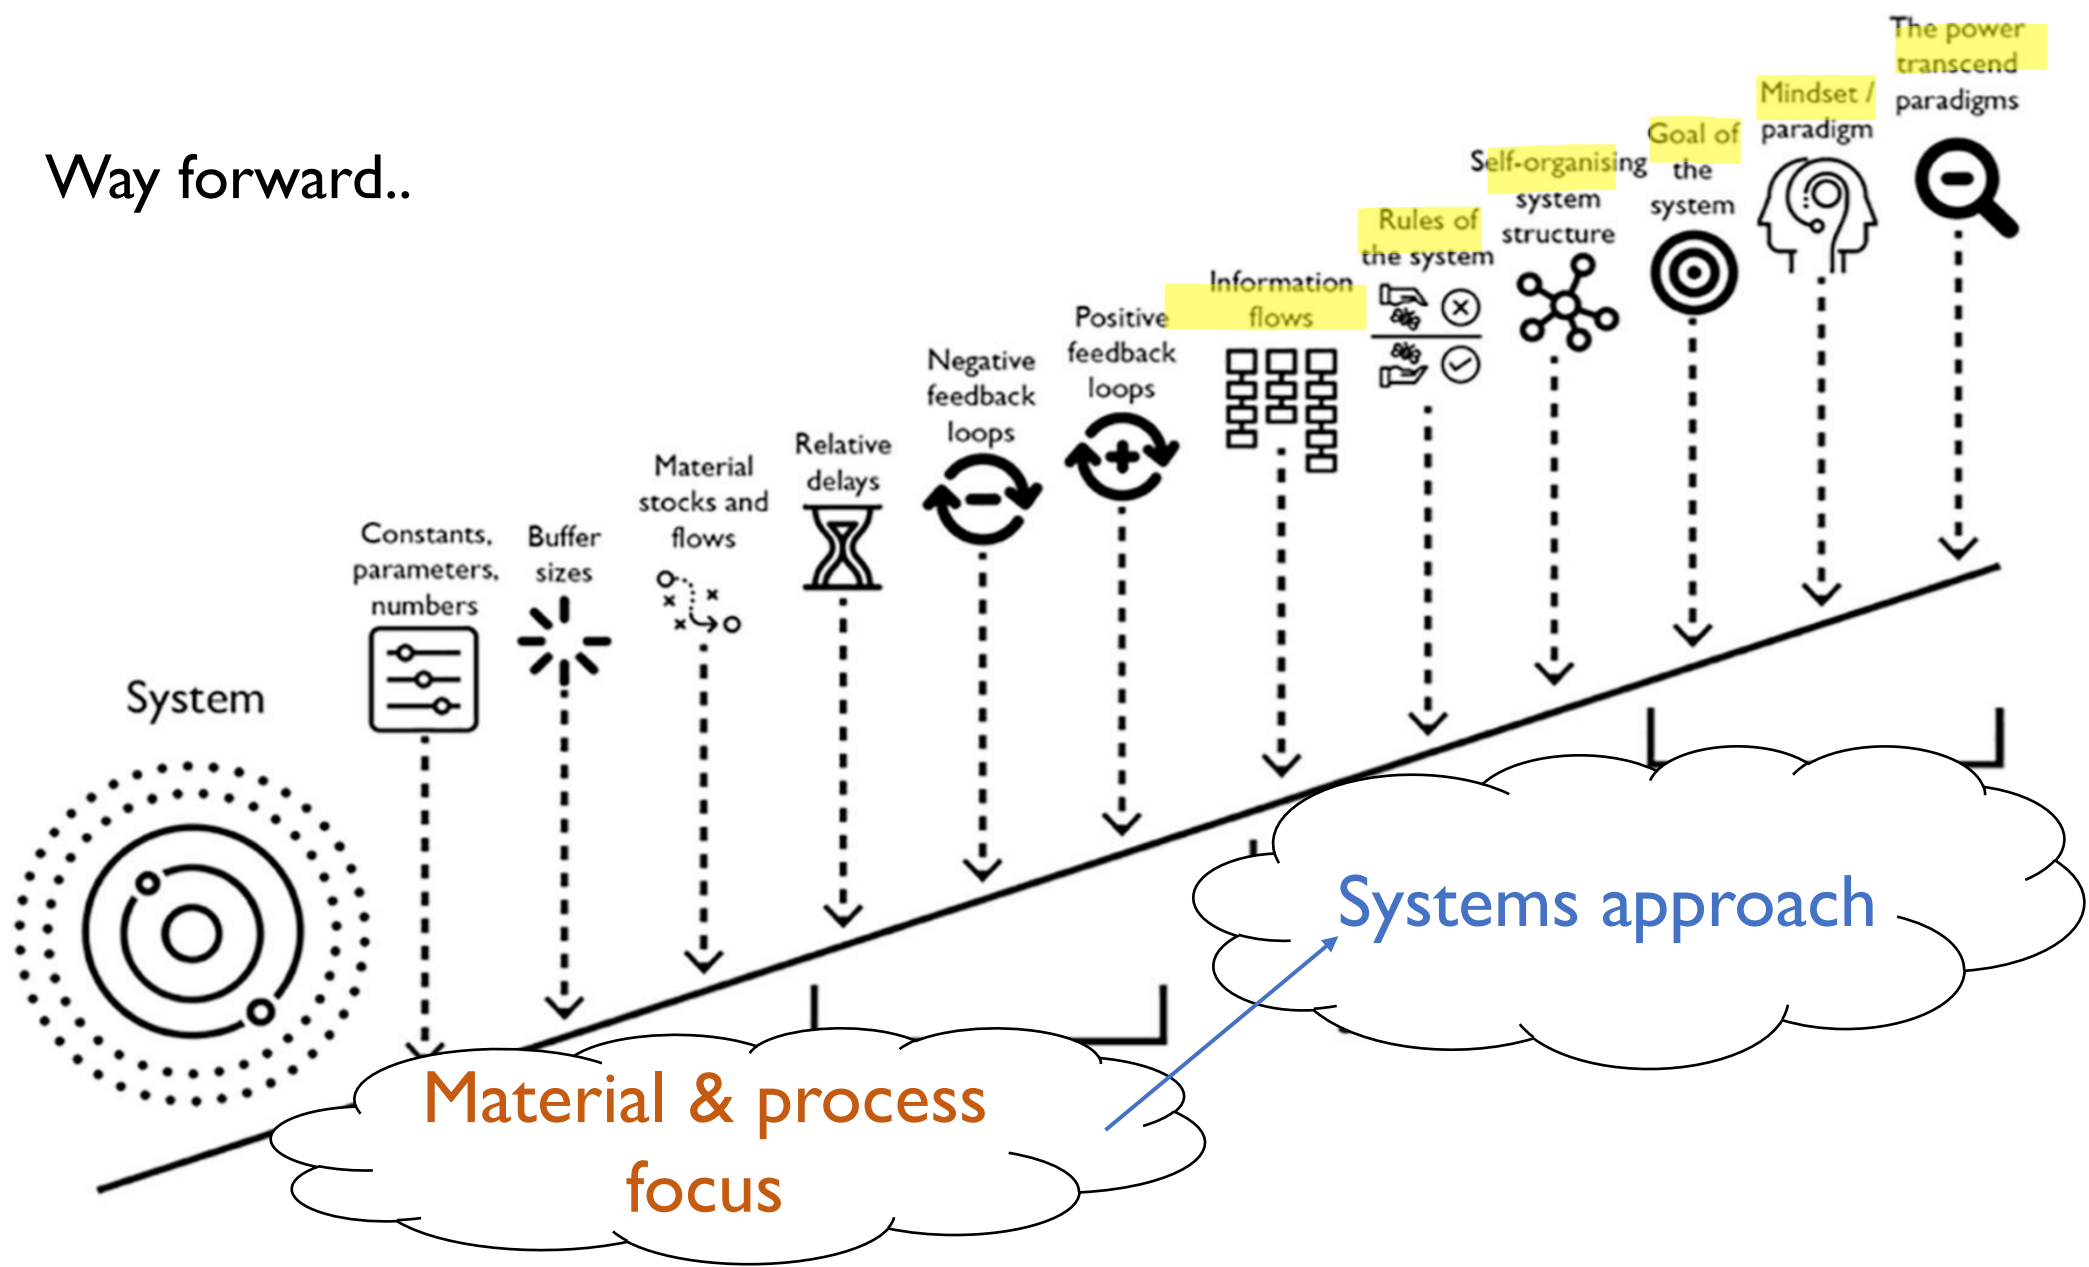 Way forward..
System
Constants,
parameters,
numbers
Buffer
sizes
Material
stocks and
flows
Relative
delays
Negative
feedback
loops
Positive
feedback
loops
Information
flows
Rules of
the system
Self-organising
system
structure
Goal of
the
system
Mindset /
paradigm
The power
transcend
paradigms
Systems approach
Material & process
focus